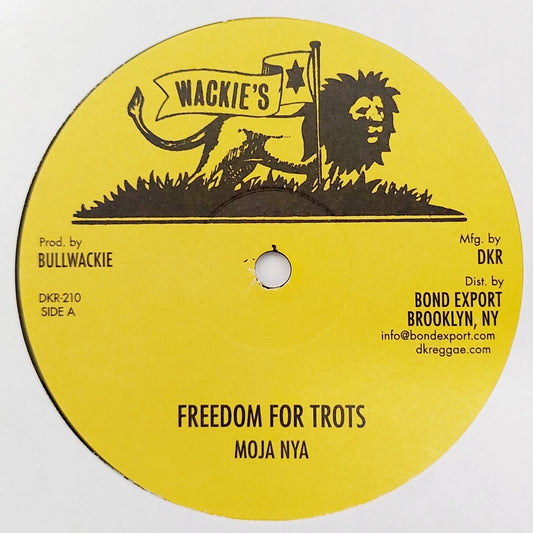 WACKIE'S
Prod. by
BULLWACKIE
DKR-210
SIDE A
Mfg. by
DKR
Dist. by
BOND EXPORT
BROOKLYN, NY
info@bondexport.com
dkreggae.com
FREEDOM FOR TROTS
MOJA NYA